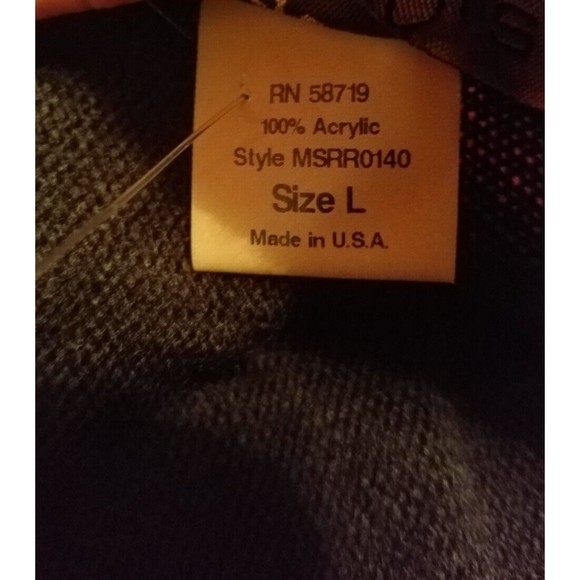 RN 58719
100% Acrylic
Style MSRR0140
Size L
Made in U.S.A.